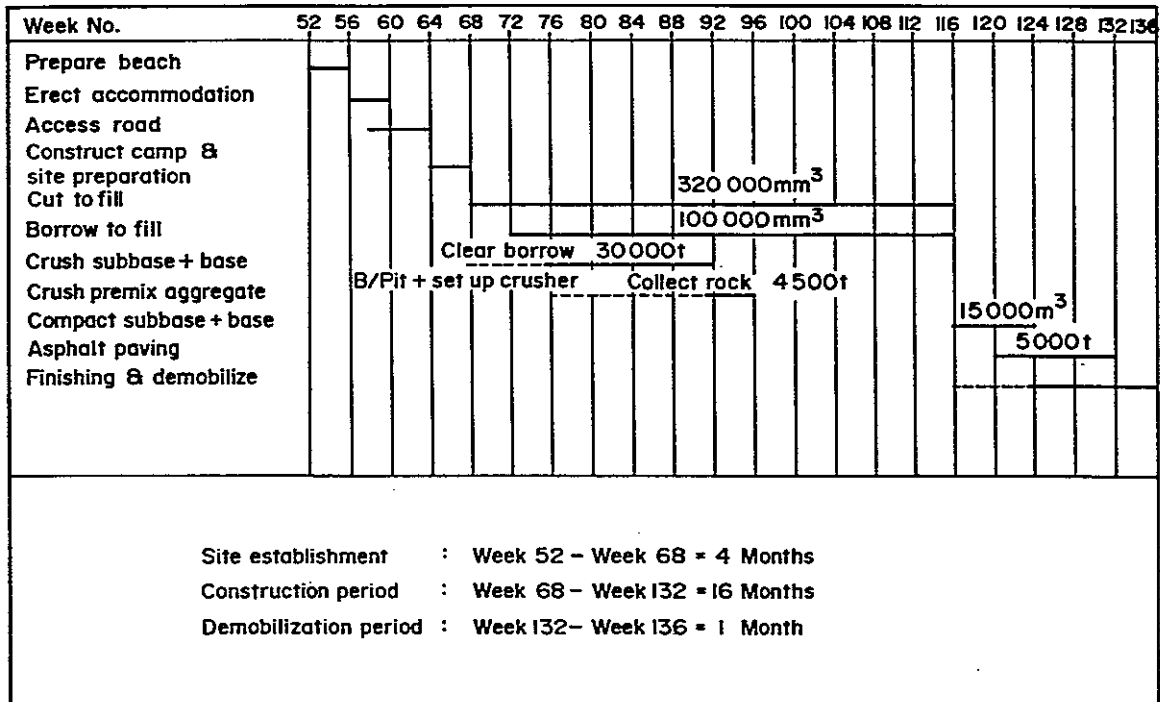 Week No. 52 56 60 64 68 72 76 80 84 88 92 96 100 104 108 112 116 120 124 128 132 136
Prepare beach
Erect accommodation
Access road
Construct camp &
site preparation
320 000mm³
Cut to fill
100 000mm³
Borrow to fill
Clear borrow 30 000t
Crush subbase + base
B/Pit + set up crusher Collect rock 4 500t
Crush premix aggregate
15 000m³
Compact subbase + base
5000t
Asphalt paving
Finishing & demobilize
Site establishment : Week 52 – Week 68 = 4 Months
Construction period : Week 68 – Week 132 = 16 Months
Demobilization period : Week 132 – Week 136 = 1 Month